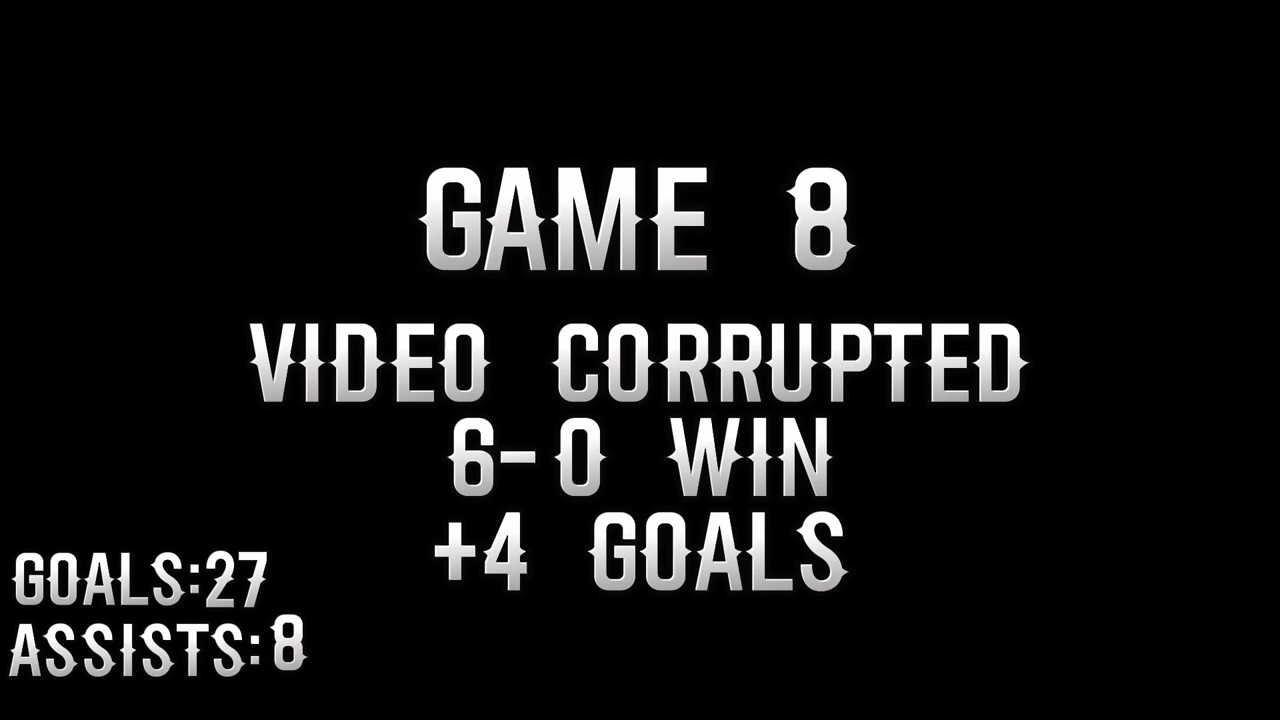 GAME 8
VIDEO CORRUPTED
6-0 WIN
+4 GOALS
GOALS:27
ASSISTS:8